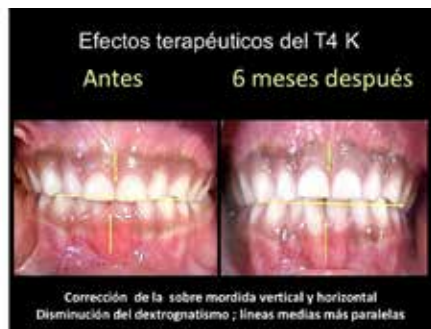 Efectos terapéuticos del T4 K
Antes
6 meses después
Corrección de la sobre mordida vertical y horizontal
Disminución del dextrognatismo ; líneas medias más paralelas